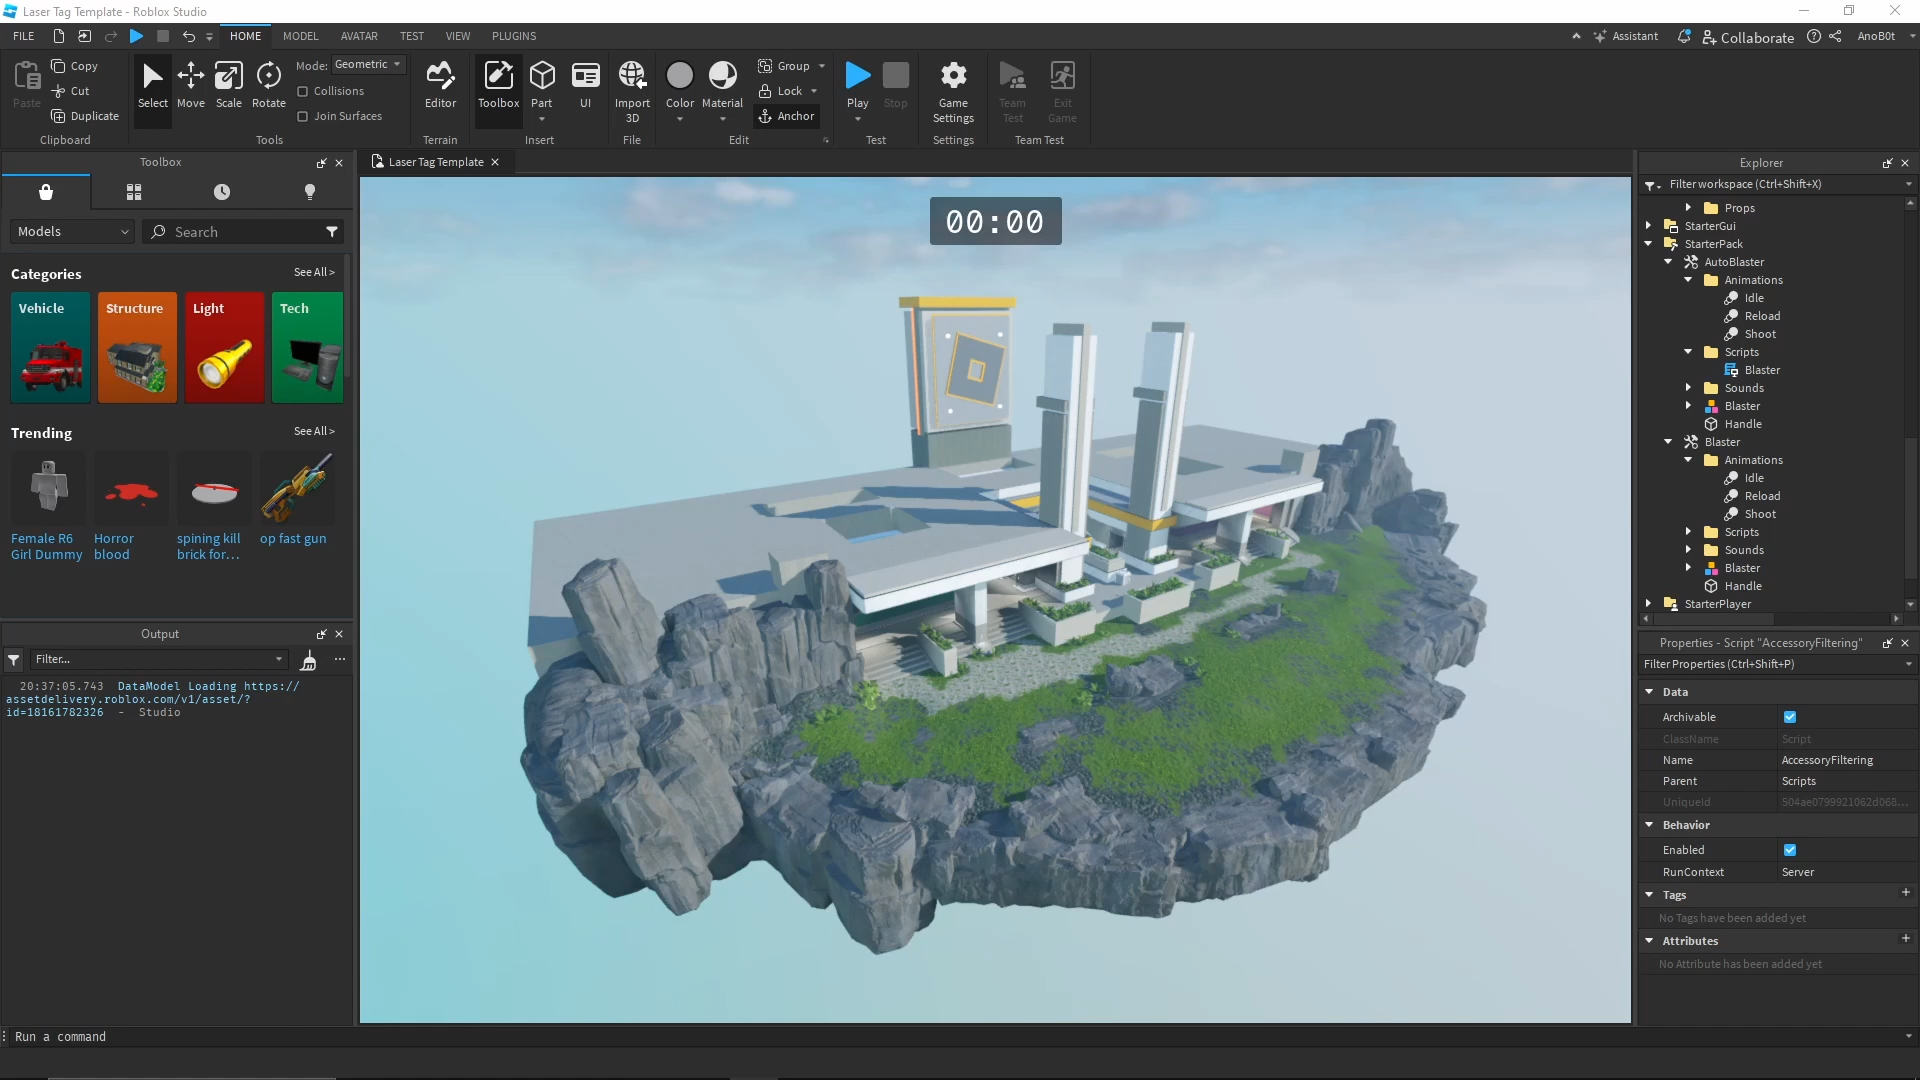 Laser Tag Template - Roblox Studio
FILE
HOME
MODEL
AVATAR
TEST
VIEW
PLUGINS
Assistant
Collaborate
AnoB0t
Paste
Copy
Cut
Duplicate
Clipboard
Select
Move
Scale
Rotate
Mode:
Geometric
Collisions
Join Surfaces
Tools
Editor
Terrain
Toolbox
Part
UI
Insert
Import
3D
File
Color
Material
Group
Lock
Anchor
Edit
Play
Stop
Test
Game
Settings
Settings
Team
Test
Exit
Game
Team Test
Toolbox
Models
Search
Categories
See All >
Vehicle
Structure
Light
Tech
Trending
See All >
Female R6
Girl Dummy
Horror
blood
spining kill
brick for...
op fast gun
Output
Filter...
20:37:05.743  DataModel Loading https://
assetdelivery.roblox.com/v1/asset/?
id=18161782326  -  Studio
Laser Tag Template
00:00
Explorer
Filter workspace (Ctrl+Shift+X)
Props
StarterGui
StarterPack
AutoBlaster
Animations
Idle
Reload
Shoot
Scripts
Blaster
Sounds
Blaster
Handle
Blaster
Animations
Idle
Reload
Shoot
Scripts
Sounds
Blaster
Handle
StarterPlayer
Properties - Script "AccessoryFiltering"
Filter Properties (Ctrl+Shift+P)
Data
Archivable
ClassName Script
Name AccessoryFiltering
Parent Scripts
UniqueId 504ae0799921062d068...
Behavior
Enabled
RunContext Server
Tags
No Tags have been added yet
Attributes
No Attribute has been added yet
Run a command